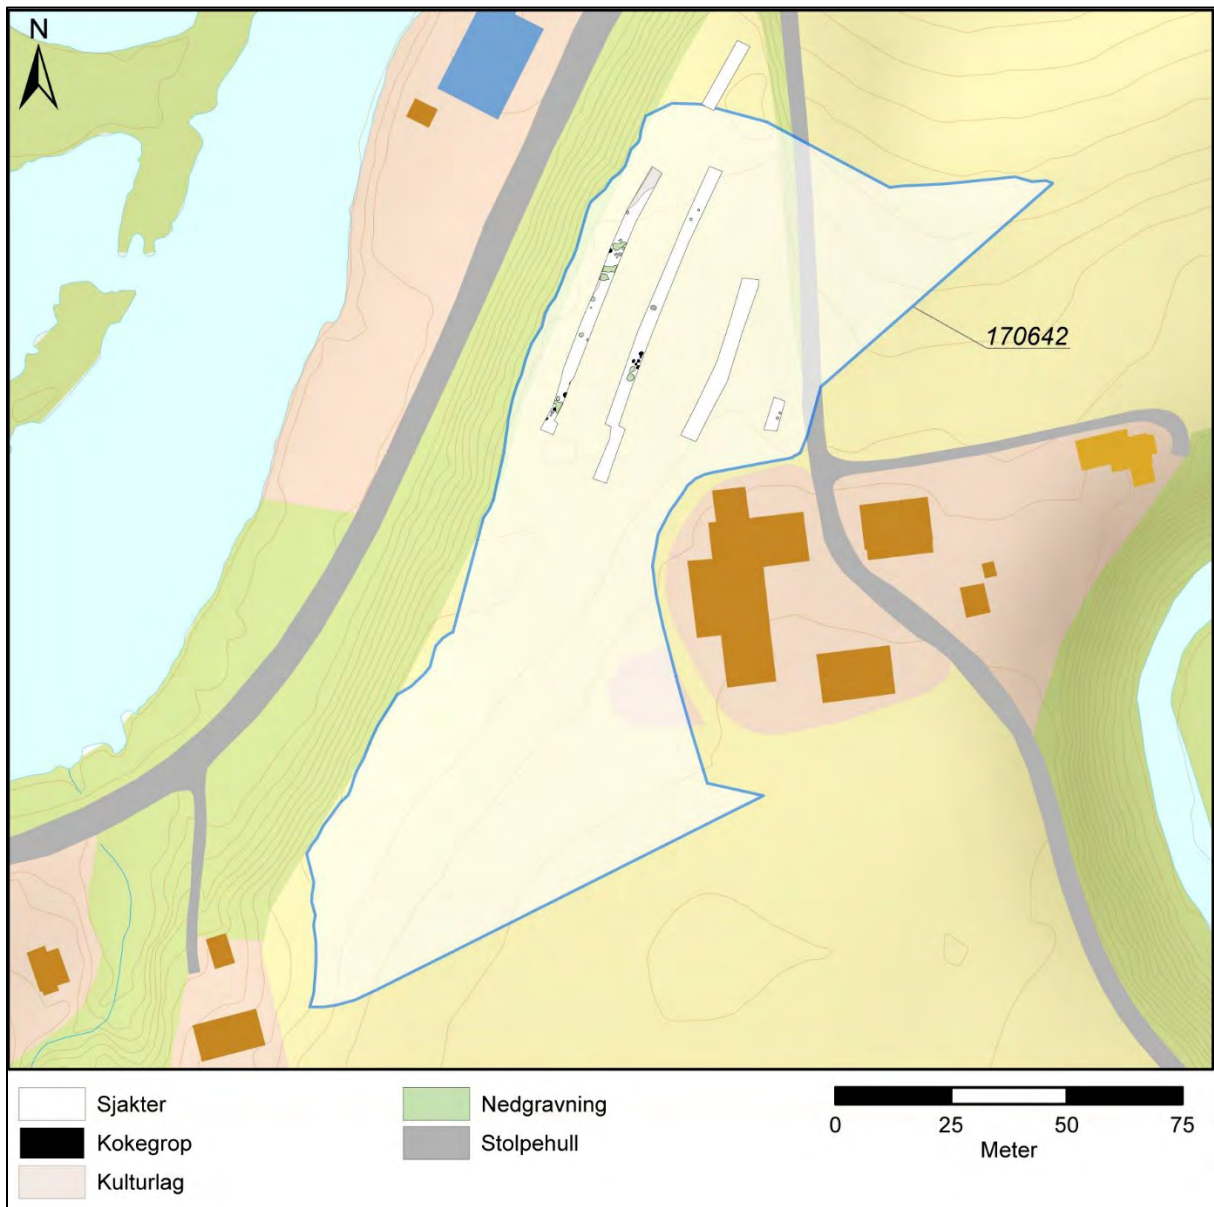 N
170642
Sjakter
Kokegrop
Kulturlag
Nedgravning
Stolpehull
0 25 50 75
Meter